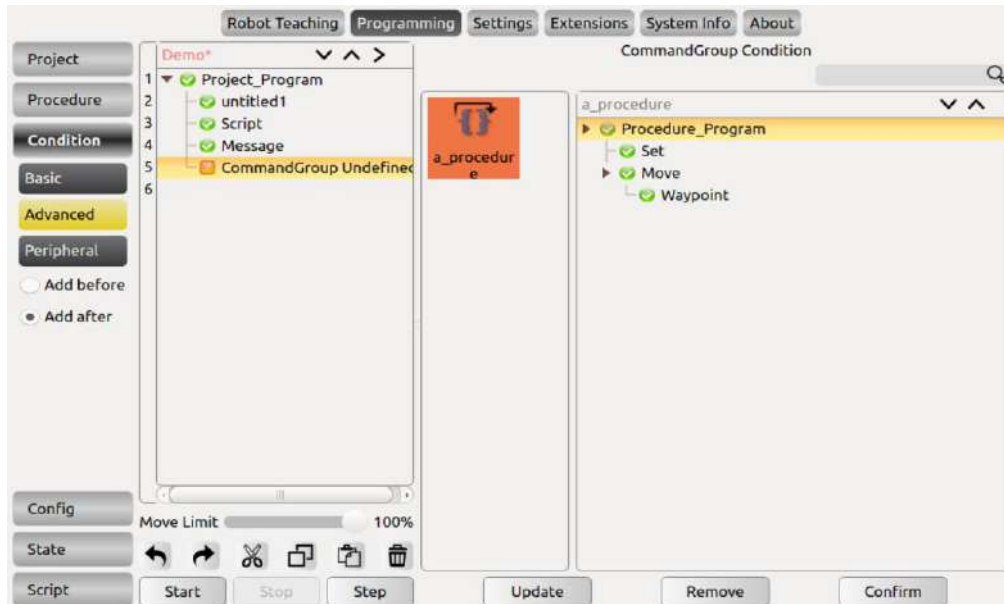 Robot Teaching Programming Settings Extensions System Info About
Project
Procedure
Condition
Basic
Advanced
Peripheral
Add before
Add after
Config
State
Script
Demo*
1 Project_Program
2 untitled1
3 Script
4 Message
5 CommandGroup Undefined
6
Move Limit 100%
Start Stop Step
CommandGroup Condition
a_procedur
e
a_procedure
Procedure_Program
Set
Move
Waypoint
Update Remove Confirm